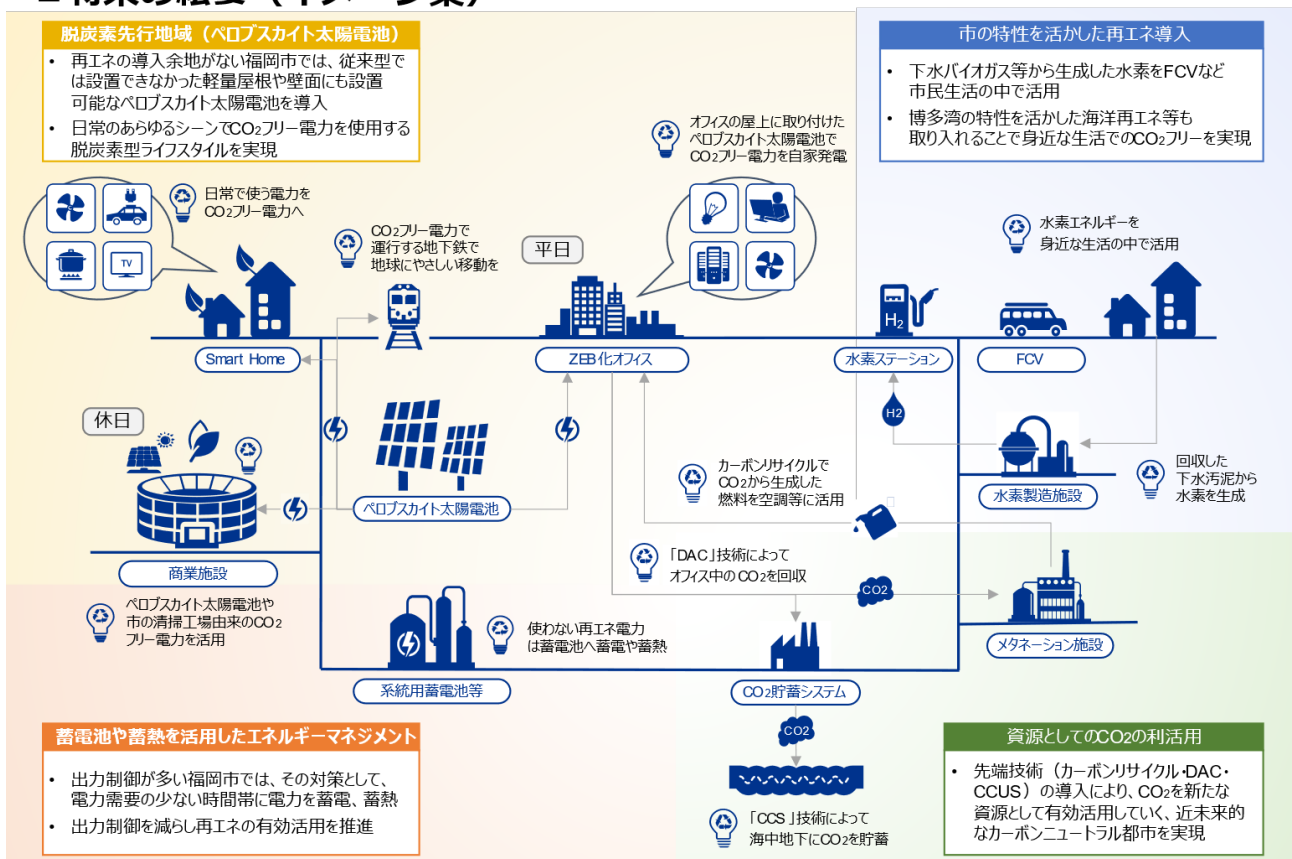 脱炭素先行地域（ペロブスカイト太陽電池）
• 再エネの導入余地がない福岡市では、従来型で
は設置できなかった軽量屋根や壁面にも設置
可能なペロブスカイト太陽電池を導入
• 日常のあらゆるシーンでCO2フリー電力を使用する
脱炭素型ライフスタイルを実現
市の特性を活かした再エネ導入
• 下水バイオガス等から生成した水素をFCVなど
市民生活の中で活用
• 博多湾の特性を活かした海洋再エネ等も
取り入れることで身近な生活でのCO2フリーを実現
オフィスの屋上に取り付けた
ペロブスカイト太陽電池で
CO2フリー電力を自家発電
日常で使う電力を
CO2フリー電力へ
TV
CO2フリー電力で
運行する地下鉄で
地球にやさしい移動を
平日
水素エネルギーを
身近な生活の中で活用
H2
Smart Home
ZEB化オフィス
水素ステーション
FCV
休日
H2
カーボンリサイクルで
CO2から生成した
燃料を空調等に活用
回収した
下水汚泥から
水素を生成
水素製造施設
ペロブスカイト太陽電池
「DAC」技術によって
オフィス中のCO2を回収
商業施設
CO2
ペロブスカイト太陽電池や
市の清掃工場由来のCO2
フリー電力を活用
使わない再エネ電力
は蓄電池へ蓄電や蓄熱
メタネーション施設
系統用蓄電池等
CO2貯蓄システム
CO2
蓄電池や蓄熱を活用したエネルギーマネジメント
• 出力制御が多い福岡市では、その対策として、
電力需要の少ない時間帯に電力を蓄電、蓄熱
• 出力制御を減らし再エネの有効活用を推進
「CCS」技術によって
海中地下にCO2を貯蓄
資源としてのCO2の利活用
• 先端技術（カーボンリサイクル・DAC・
CCUS）の導入により、CO2を新たな
資源として有効活用していく、近未来的
なカーボンニュートラル都市を実現